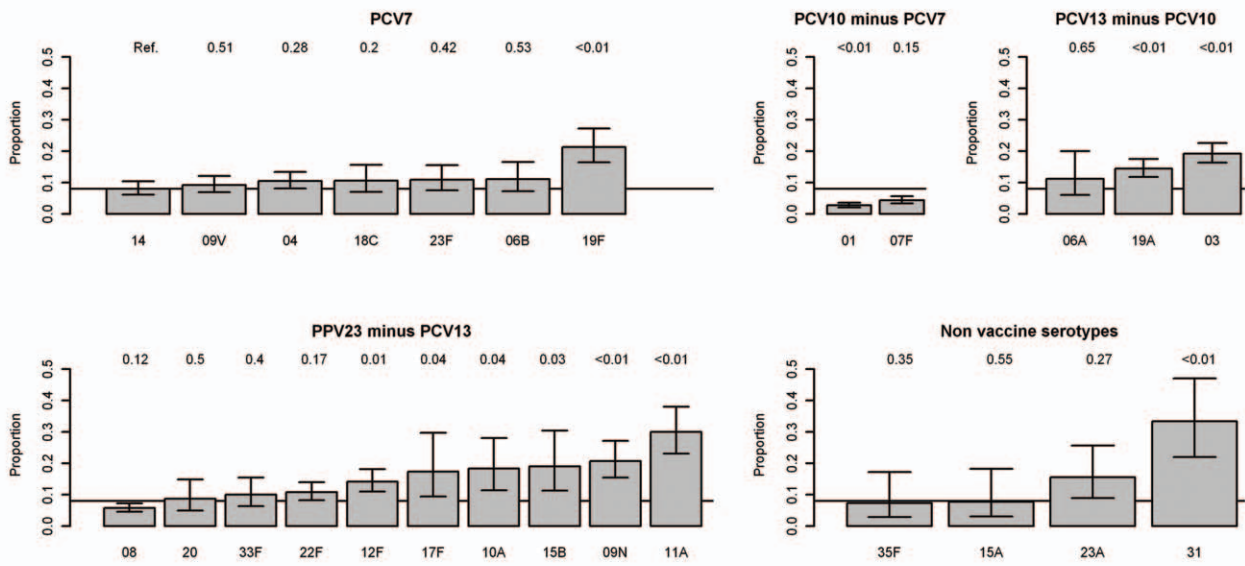 PCV7
Ref. 0.51 0.28 0.2 0.42 0.53 <0.01
Proportion
0.5
0.4
0.3
0.2
0.1
0.0
14 09V 04 18C 23F 06B 19F
PCV10 minus PCV7
<0.01 0.15
Proportion
0.5
0.4
0.3
0.2
0.1
0.0
01 07F
PCV13 minus PCV10
0.65 <0.01 <0.01
Proportion
0.5
0.4
0.3
0.2
0.1
0.0
06A 19A 03
PPV23 minus PCV13
0.12 0.5 0.4 0.17 0.01 0.04 0.04 0.03 <0.01 <0.01
Proportion
0.5
0.4
0.3
0.2
0.1
0.0
08 20 33F 22F 12F 17F 10A 15B 09N 11A
Non vaccine serotypes
0.35 0.55 0.27 <0.01
Proportion
0.5
0.4
0.3
0.2
0.1
0.0
35F 15A 23A 31